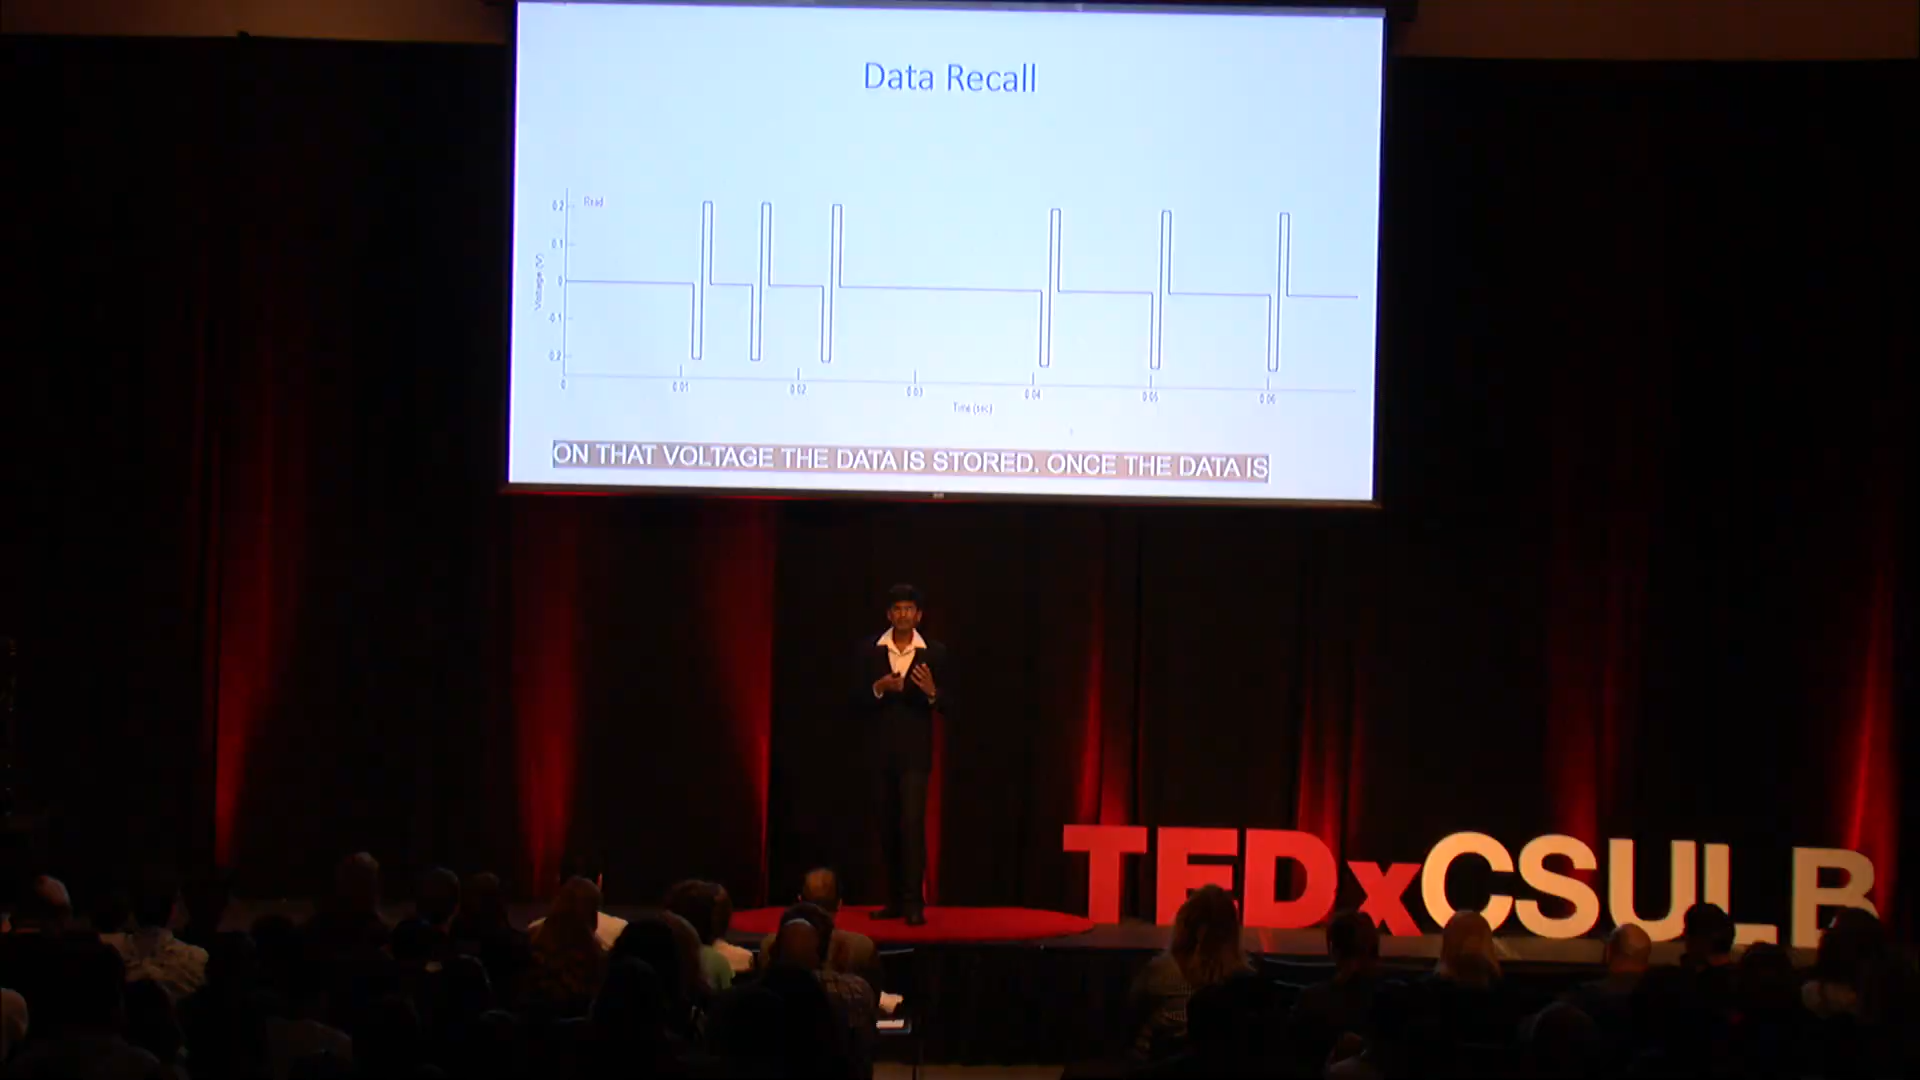 Data Recall
0.2
Read
0.1
0
-0.1
0.2
Voltage (V)
0
0.01
0.02
0.03
0.04
0.05
0.06
Time (sec)
ON THAT VOLTAGE THE DATA IS STORED. ONCE THE DATA IS
TEDxCSULB